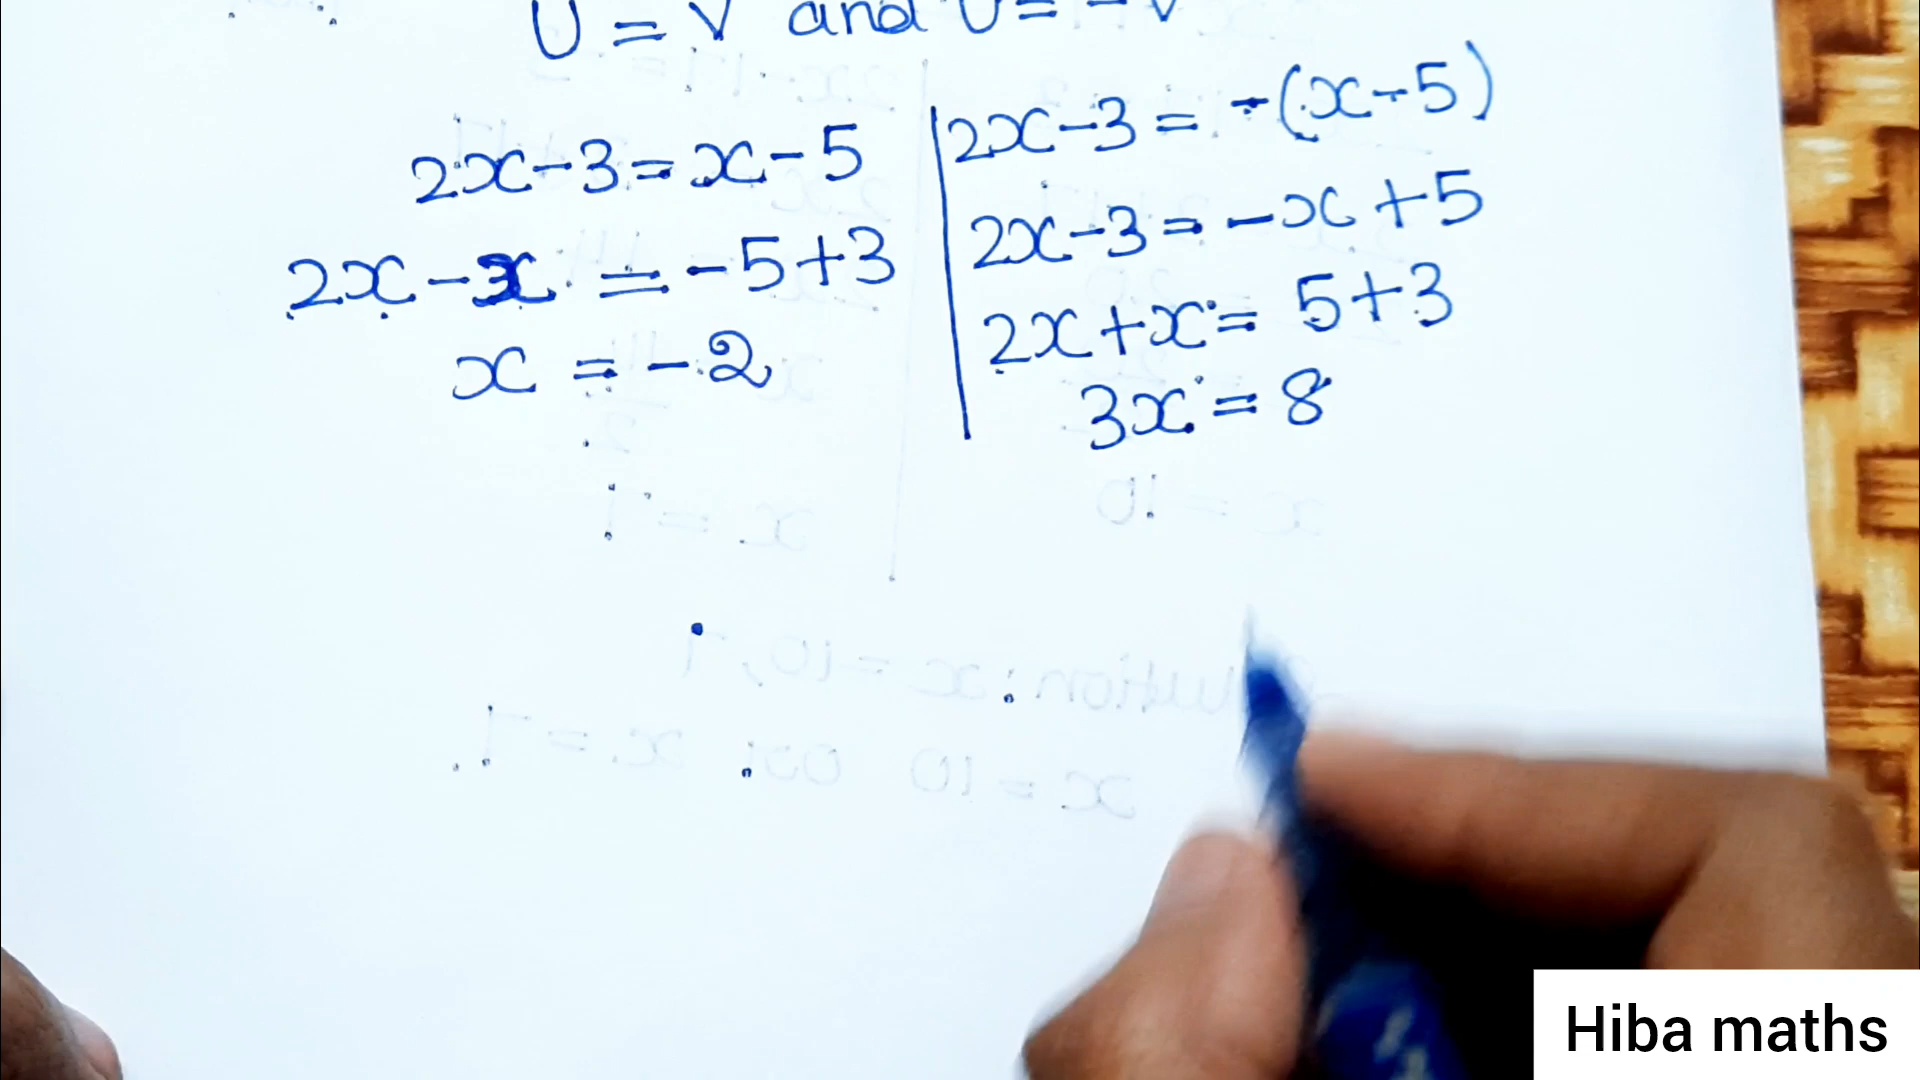 U = V and U = - V
2x-3=x-5
2x-x = -5+3
x = -2
2x-3= -(x-5)
2x-3= -x+5
2x+x= 5+3
3x=8
Hiba maths